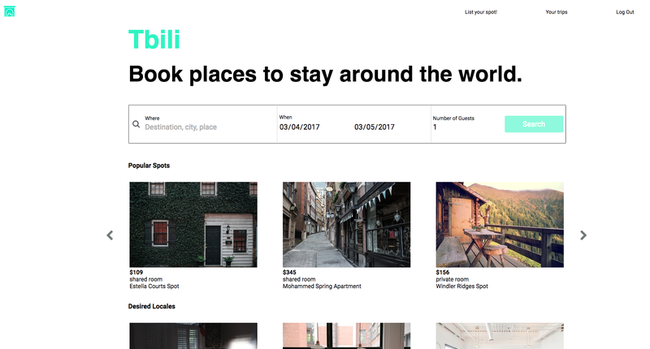 List your spot! Your trips Log Out
Tbili
Book places to stay around the world.
Where When Number of Guests
Destination, city, place 03/04/2017 03/05/2017 1 Search
Popular Spots
$109 $345 $156
shared room shared room private room
Estella Courts Spot Mohammed Spring Apartment Windler Ridges Spot
Desired Locales